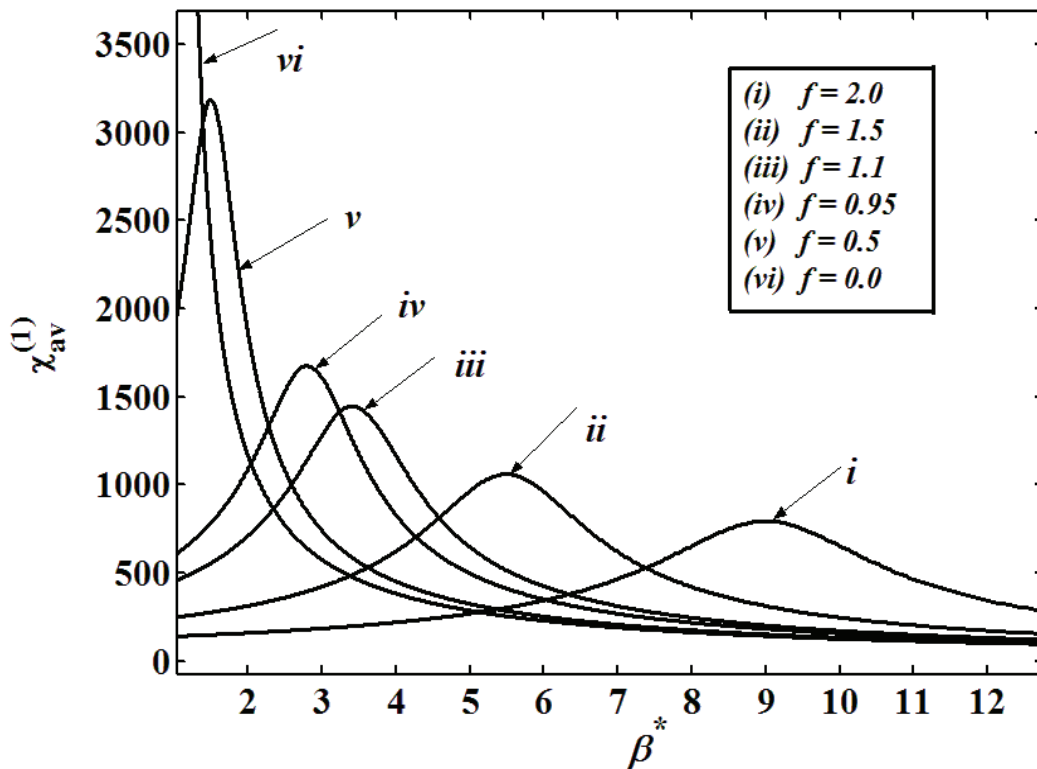 3500
3000
2500
2000
1500
1000
500
0
χ_av^(1)
vi
v
iv
iii
ii
i
(i) f = 2.0
(ii) f = 1.5
(iii) f = 1.1
(iv) f = 0.95
(v) f = 0.5
(vi) f = 0.0
2 3 4 5 6 7 8 9 10 11 12
β*